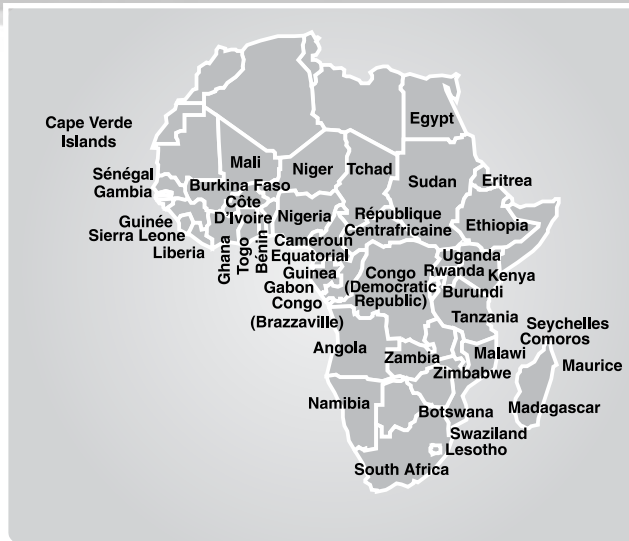 Egypt
Cape Verde
Islands
Mali
Niger
Tchad
Sénégal
Gambia
Burkina Faso
Sudan
Eritrea
Côte
D'Ivoire
Nigeria
République
Centrafricaine
Ethiopia
Guinée
Sierra Leone
Liberia
Ghana
Togo
Bénin
Cameroun
Equatorial
Guinea
Gabon
Congo
(Brazzaville)
Congo
(Democratic
Republic)
Uganda
Rwanda
Kenya
Burundi
Tanzania
Seychelles
Comoros
Angola
Zambia
Malawi
Maurice
Zimbabwe
Namibia
Botswana
Madagascar
Swaziland
Lesotho
South Africa